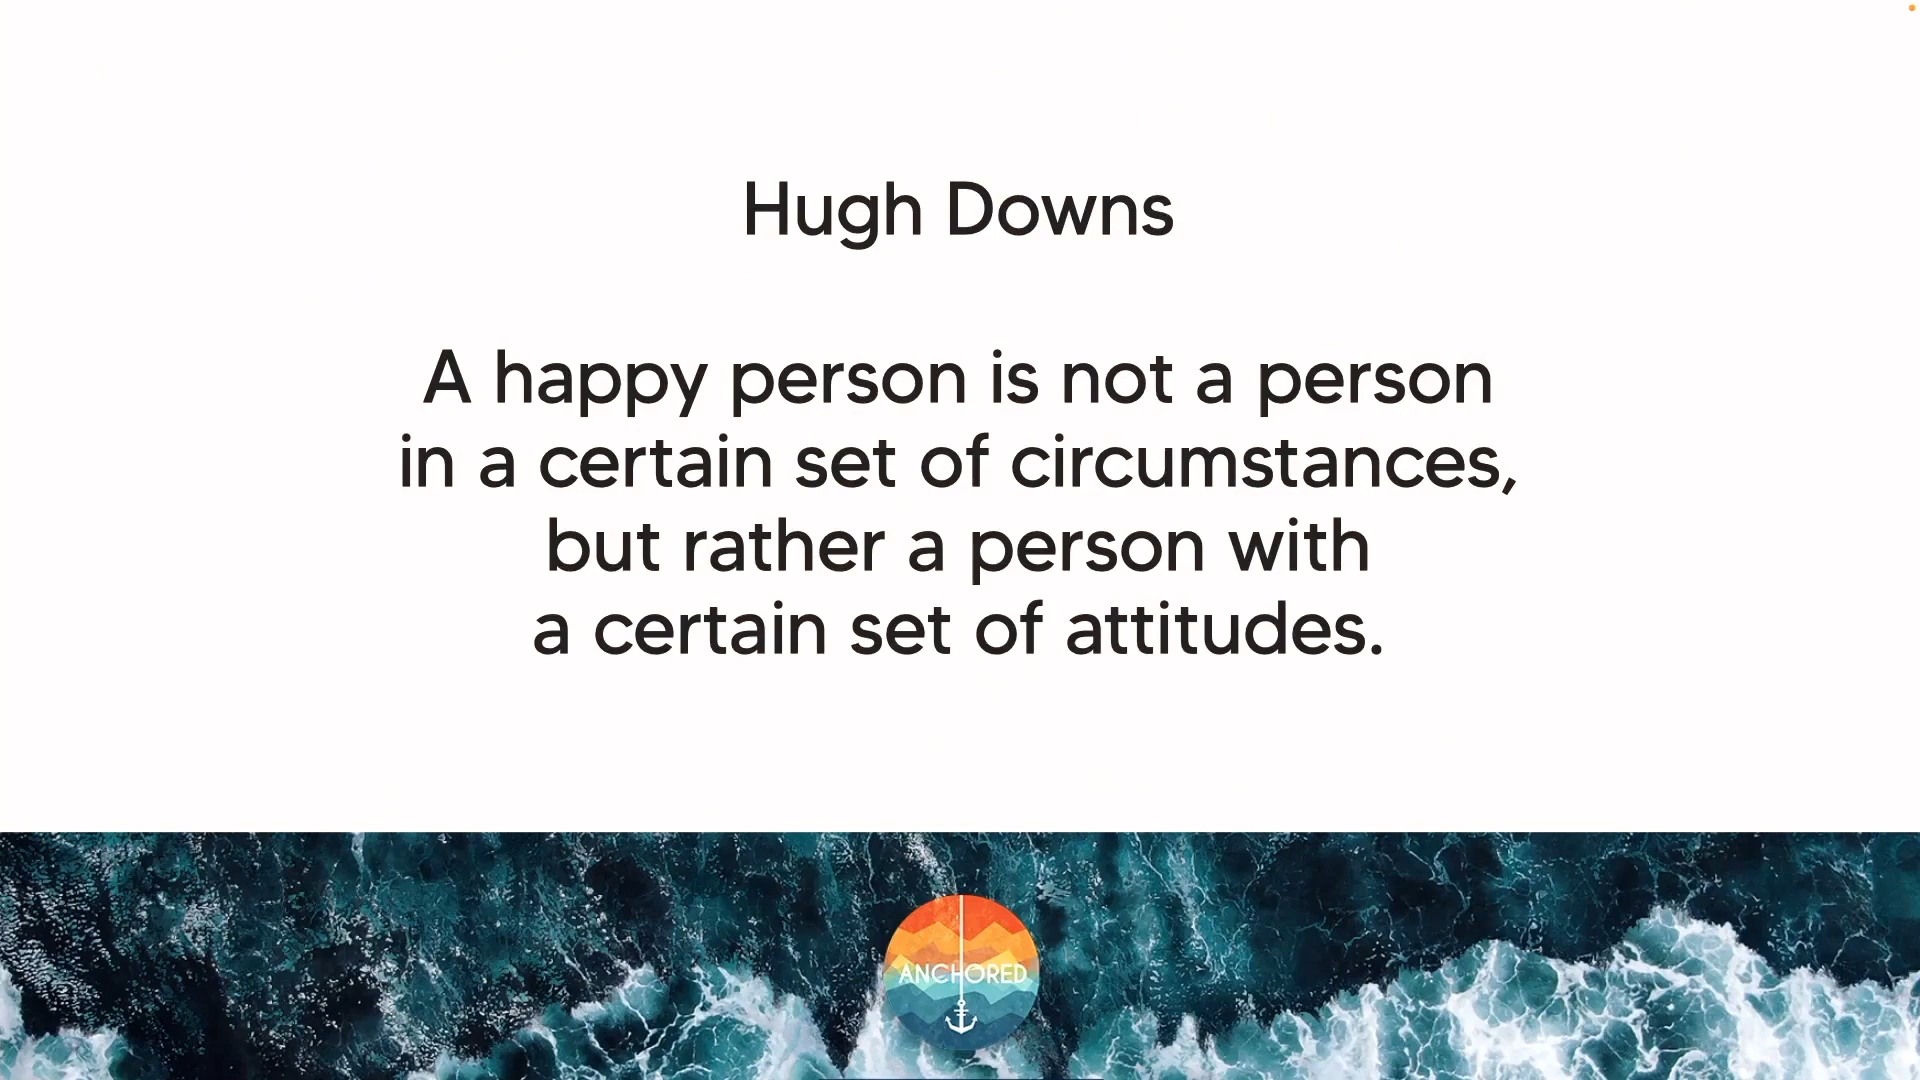 Hugh Downs
A happy person is not a person
in a certain set of circumstances,
but rather a person with
a certain set of attitudes.
ANCHORED